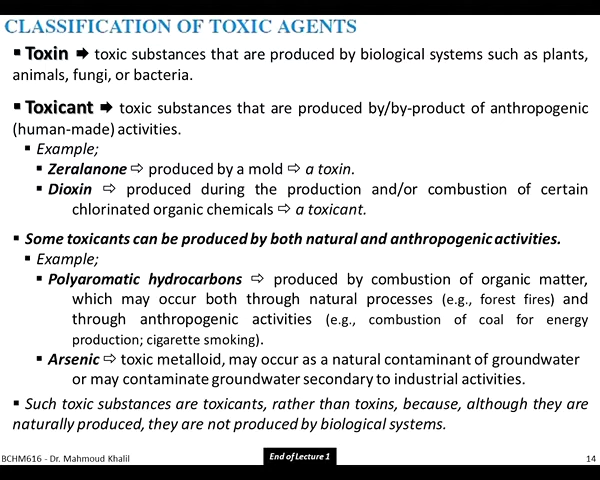 CLASSIFICATION OF TOXIC AGENTS
▪ Toxin ➨ toxic substances that are produced by biological systems such as plants,
animals, fungi, or bacteria.
▪ Toxicant ➨ toxic substances that are produced by/by-product of anthropogenic
(human-made) activities.
▪ Example;
▪ Zeralanone ⇨ produced by a mold ⇨ a toxin.
▪ Dioxin ⇨ produced during the production and/or combustion of certain
chlorinated organic chemicals ⇨ a toxicant.
▪ Some toxicants can be produced by both natural and anthropogenic activities.
▪ Example;
▪ Polyaromatic hydrocarbons ⇨ produced by combustion of organic matter,
which may occur both through natural processes (e.g., forest fires) and
through anthropogenic activities (e.g., combustion of coal for energy
production; cigarette smoking).
▪ Arsenic ⇨ toxic metalloid, may occur as a natural contaminant of groundwater
or may contaminate groundwater secondary to industrial activities.
▪ Such toxic substances are toxicants, rather than toxins, because, although they are
naturally produced, they are not produced by biological systems.
BCHM616 - Dr. Mahmoud Khalil
End of Lecture 1
14